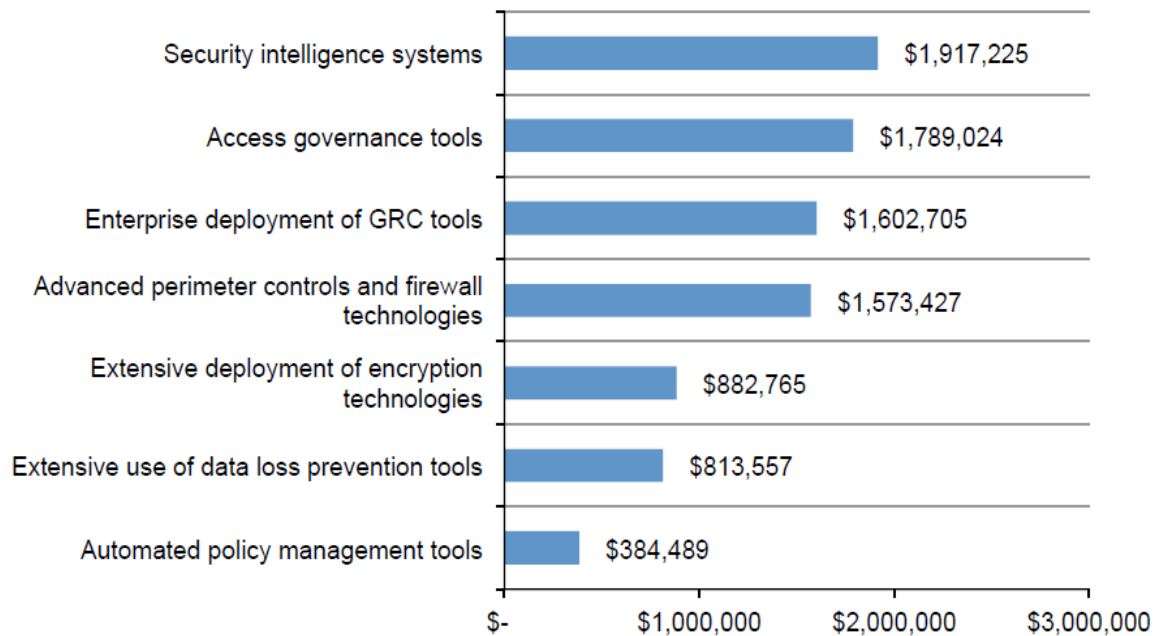 Security intelligence systems
$1,917,225
Access governance tools
$1,789,024
Enterprise deployment of GRC tools
$1,602,705
Advanced perimeter controls and firewall
technologies
$1,573,427
Extensive deployment of encryption
technologies
$882,765
Extensive use of data loss prevention tools
$813,557
Automated policy management tools
$384,489
$- $1,000,000 $2,000,000 $3,000,000